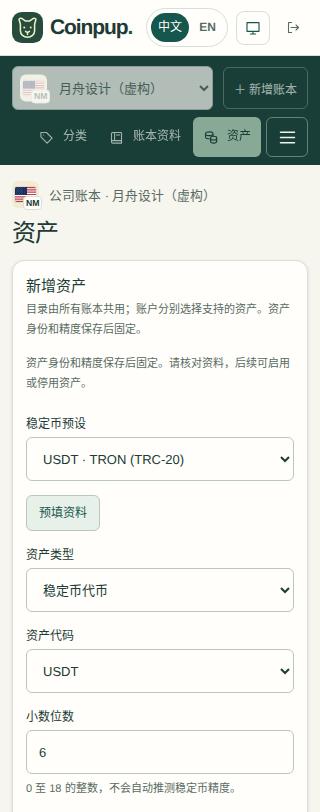 Coinpup.
中文
EN
NM
月舟设计（虚构）
＋ 新增账本
分类
账本资料
资产
NM
公司账本 · 月舟设计（虚构）
资产
新增资产
目录由所有账本共用；账户分别选择支持的资产。资产
身份和精度保存后固定。
资产身份和精度保存后固定。请核对资料，后续可启用
或停用资产。
稳定币预设
USDT · TRON (TRC-20)
预填资料
资产类型
稳定币代币
资产代码
USDT
小数位数
6
0 至 18 的整数，不会自动推测稳定币精度。